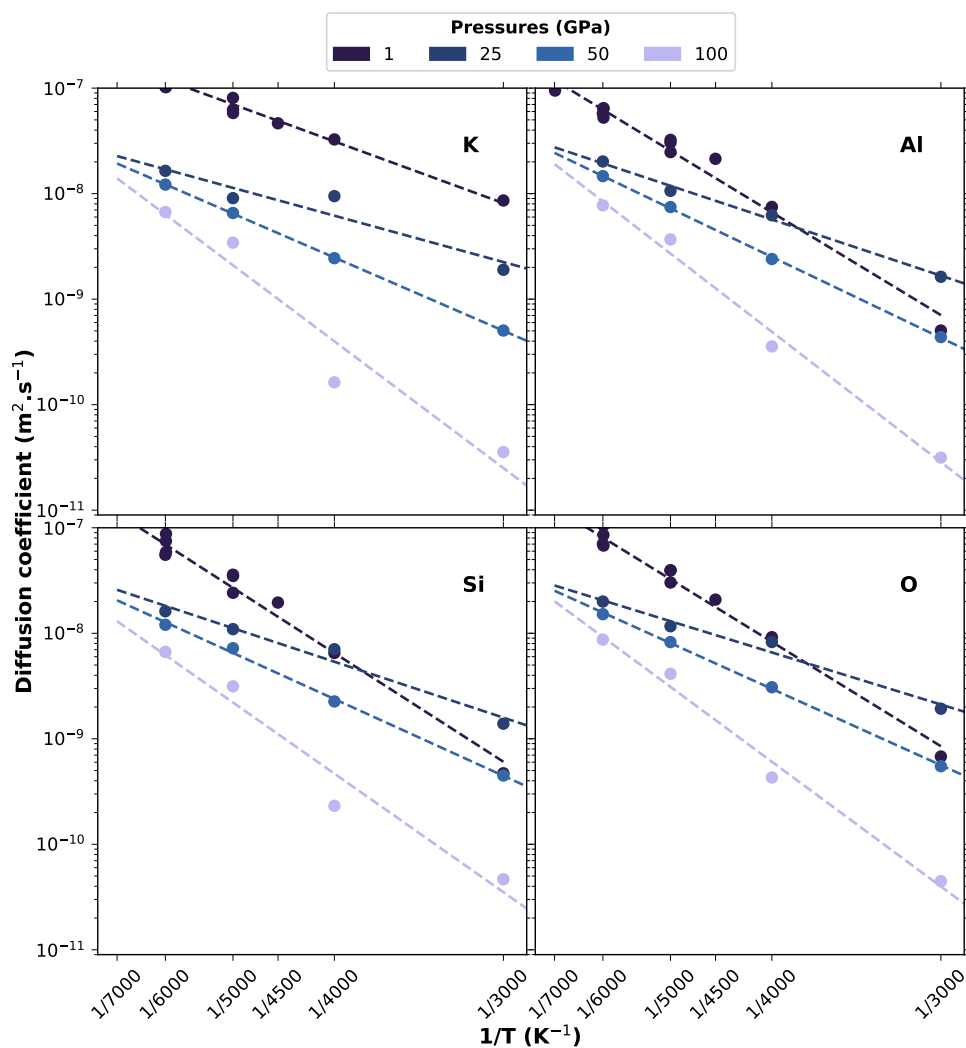 Pressures (GPa)
1 25 50 100
Diffusion coefficient (m².s⁻¹)
10⁻⁷
10⁻⁸
10⁻⁹
10⁻¹⁰
10⁻¹¹
K
Al
10⁻⁷
10⁻⁸
10⁻⁹
10⁻¹⁰
10⁻¹¹
Si
O
1/7000 1/6000 1/5000 1/4500 1/4000 1/3000
1/7000 1/6000 1/5000 1/4500 1/4000 1/3000
1/T (K⁻¹)